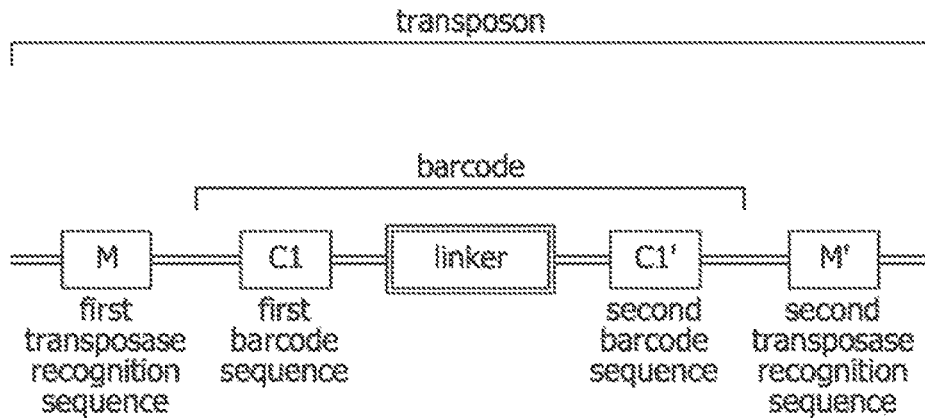 transposon
barcode
M
C1
linker
C1'
M'
first
transposase
recognition
sequence
first
barcode
sequence
second
barcode
sequence
second
transposase
recognition
sequence